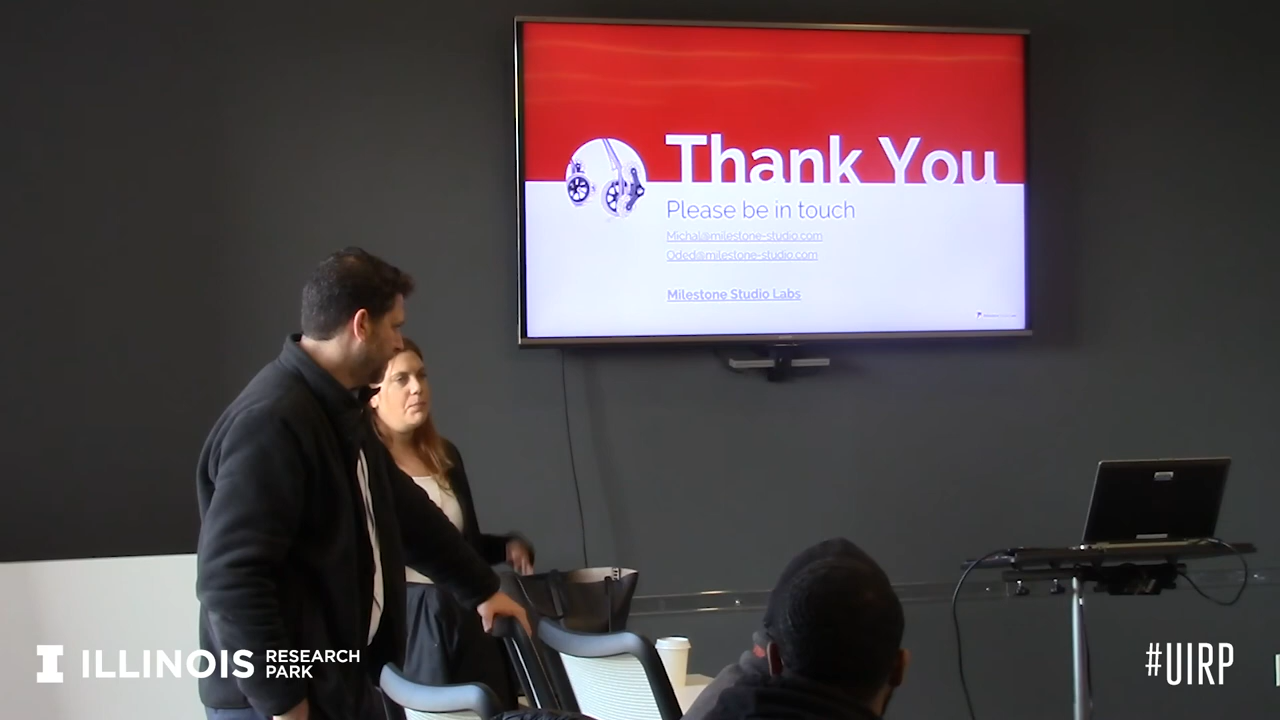 Thank You
Please be in touch
Michal@milestone-studio.com
Oded@milestone-studio.com
Milestone Studio Labs
ILLINOIS RESEARCH PARK
#UIRP